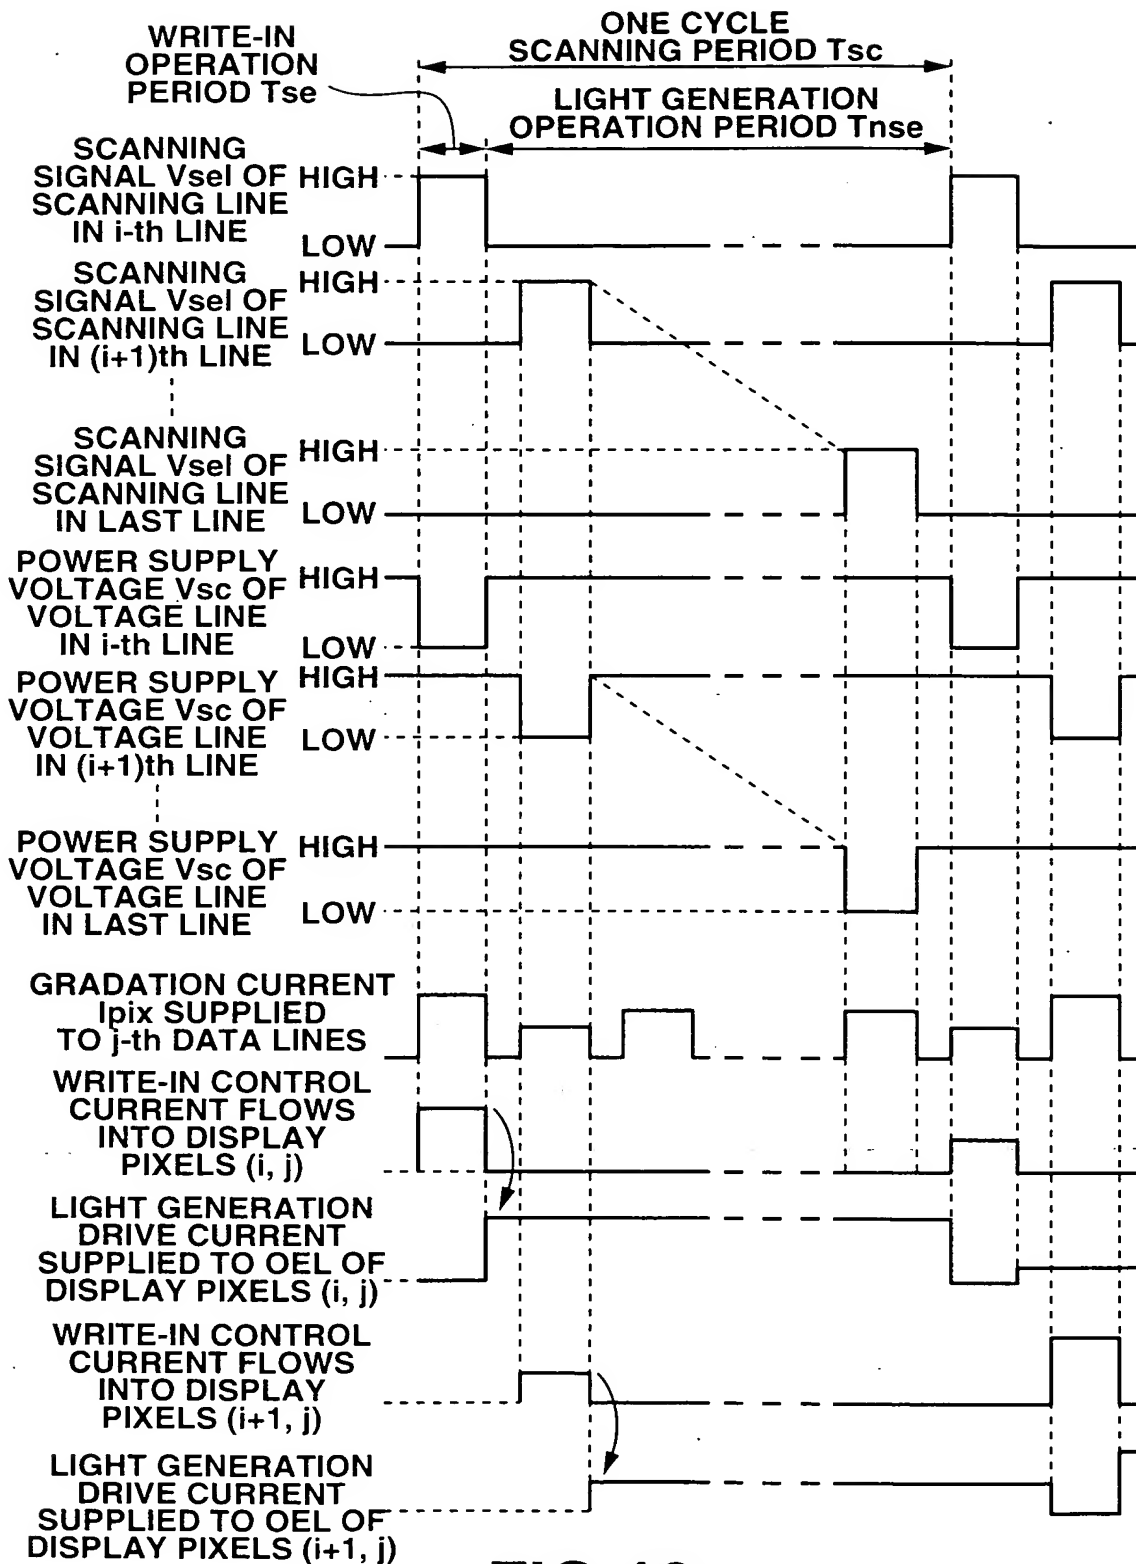 WRITE-IN
OPERATION
PERIOD Tse
ONE CYCLE
SCANNING PERIOD Tsc
LIGHT GENERATION
OPERATION PERIOD Tnse
SCANNING
SIGNAL Vsel OF
SCANNING LINE
IN i-th LINE
HIGH
LOW
SCANNING
SIGNAL Vsel OF
SCANNING LINE
IN (i+1)th LINE
HIGH
LOW
SCANNING
SIGNAL Vsel OF
SCANNING LINE
IN LAST LINE
HIGH
LOW
POWER SUPPLY
VOLTAGE Vsc OF
VOLTAGE LINE
IN i-th LINE
HIGH
LOW
POWER SUPPLY
VOLTAGE Vsc OF
VOLTAGE LINE
IN (i+1)th LINE
HIGH
LOW
POWER SUPPLY
VOLTAGE Vsc OF
VOLTAGE LINE
IN LAST LINE
HIGH
LOW
GRADATION CURRENT
Ipix SUPPLIED
TO j-th DATA LINES
WRITE-IN CONTROL
CURRENT FLOWS
INTO DISPLAY
PIXELS (i, j)
LIGHT GENERATION
DRIVE CURRENT
SUPPLIED TO OEL OF
DISPLAY PIXELS (i, j)
WRITE-IN CONTROL
CURRENT FLOWS
INTO DISPLAY
PIXELS (i+1, j)
LIGHT GENERATION
DRIVE CURRENT
SUPPLIED TO OEL OF
DISPLAY PIXELS (i+1, j)